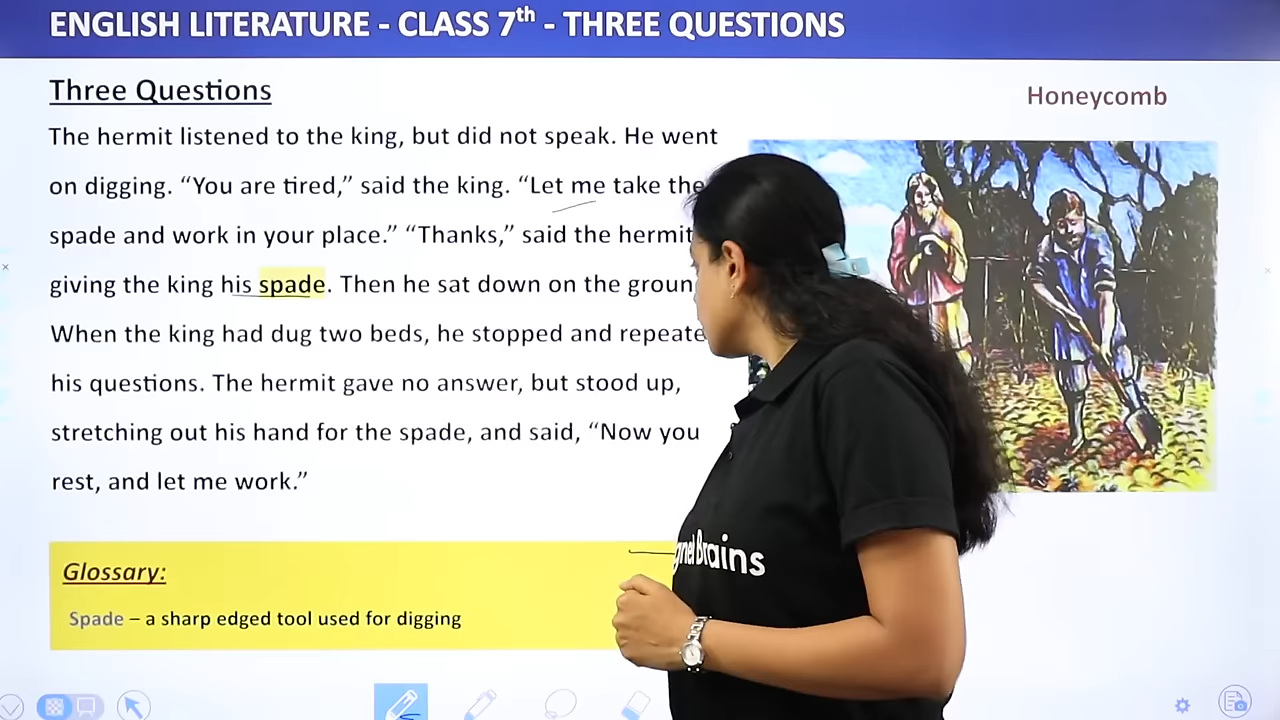 ENGLISH LITERATURE - CLASS 7th - THREE QUESTIONS
Three Questions
Honeycomb
The hermit listened to the king, but did not speak. He went
on digging. “You are tired,” said the king. “Let me take the
spade and work in your place.” “Thanks,” said the hermit
giving the king his spade. Then he sat down on the
When the king had dug two beds, he stopped and
his questions. The hermit gave no answer, but stood up,
stretching out his hand for the spade, and said, “Now you
rest, and let me work.”
Glossary:
Spade – a sharp edged tool used for digging
Brains